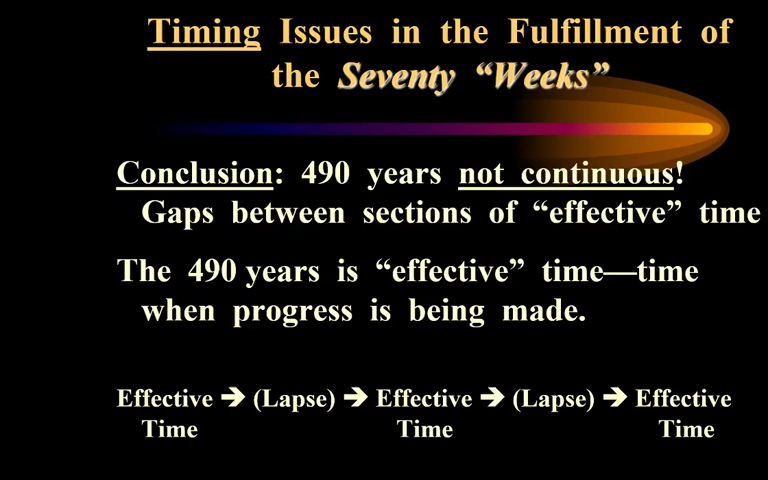 Timing Issues in the Fulfillment of
the Seventy “Weeks”
Conclusion: 490 years not continuous!
Gaps between sections of “effective” time
The 490 years is “effective” time—time
when progress is being made.
Effective ➔ (Lapse) ➔ Effective ➔ (Lapse) ➔ Effective
Time Time Time